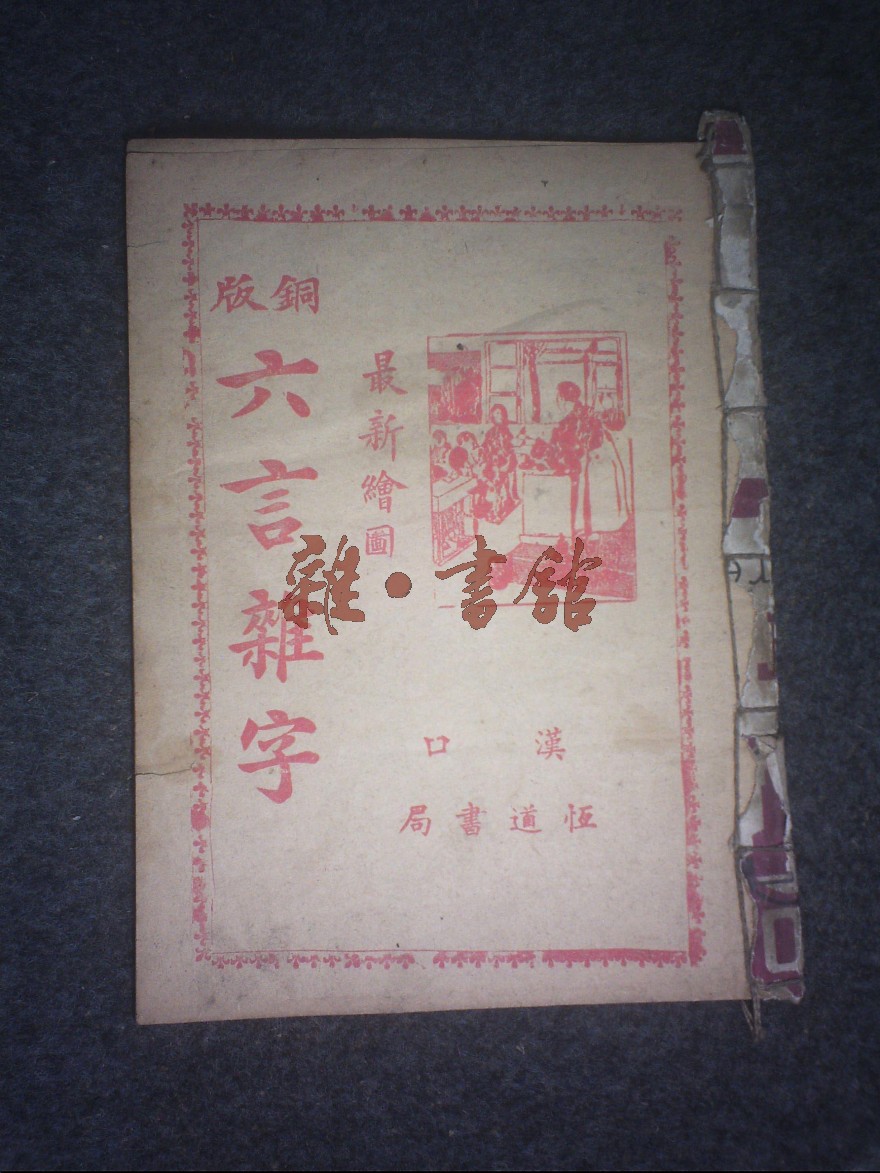 銅版
六言雜字
最新繪圖
漢口
恆道書局
雜·書館